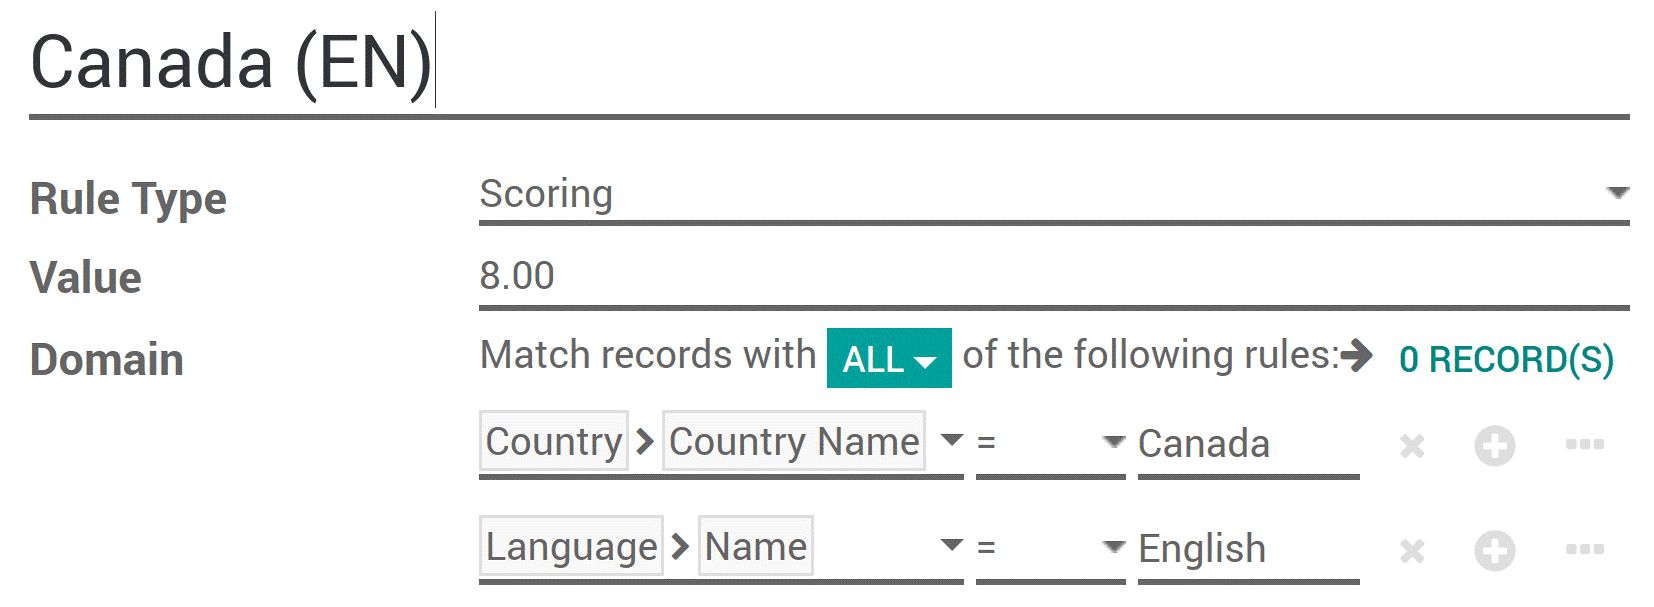 Canada (EN)
Rule Type Scoring
Value 8.00
Domain Match records with ALL of the following rules: 0 RECORD(S)
Country Country Name = Canada
Language Name = English